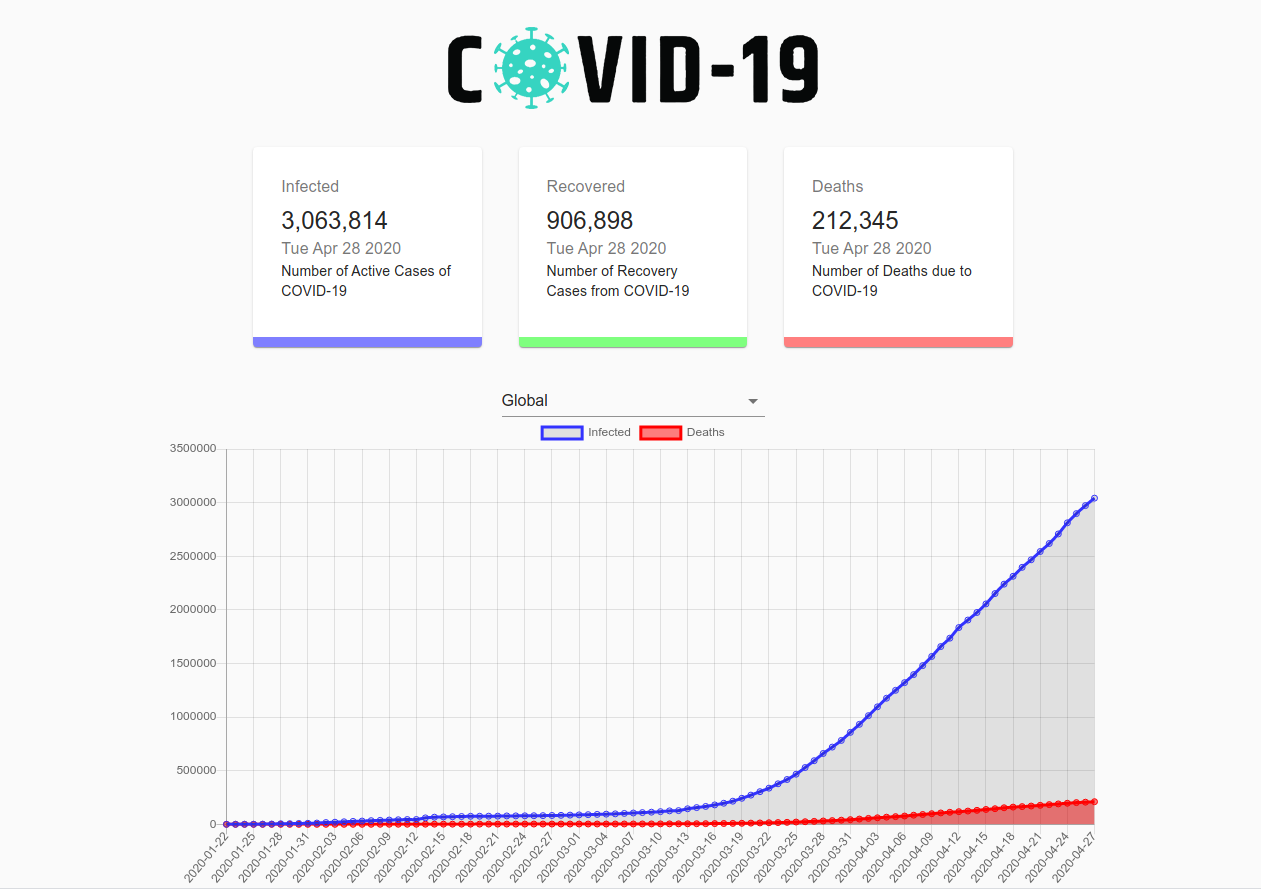 COVID-19
Infected
3,063,814
Tue Apr 28 2020
Number of Active Cases of
COVID-19
Recovered
906,898
Tue Apr 28 2020
Number of Recovery
Cases from COVID-19
Deaths
212,345
Tue Apr 28 2020
Number of Deaths due to
COVID-19
Global
Infected Deaths
3500000
3000000
2500000
2000000
1500000
1000000
500000
0
2020-01-22
2020-01-25
2020-01-28
2020-01-31
2020-02-03
2020-02-06
2020-02-09
2020-02-12
2020-02-15
2020-02-18
2020-02-21
2020-02-24
2020-02-27
2020-03-01
2020-03-04
2020-03-07
2020-03-10
2020-03-13
2020-03-16
2020-03-19
2020-03-22
2020-03-25
2020-03-28
2020-03-31
2020-04-03
2020-04-06
2020-04-09
2020-04-12
2020-04-15
2020-04-18
2020-04-21
2020-04-24
2020-04-27